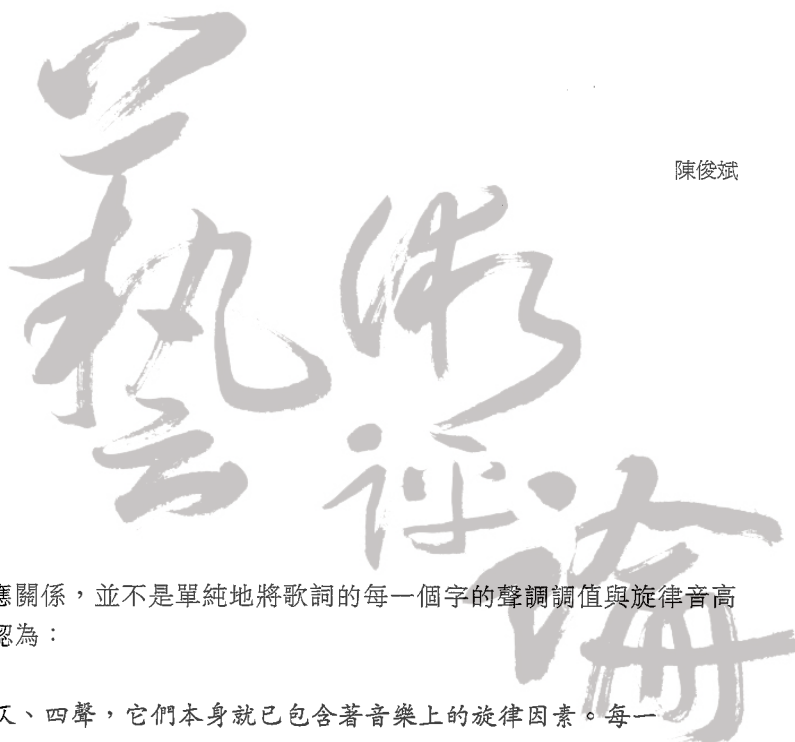 陳俊斌
藝術評論
應關係，並不是單純地將歌詞的每一個字的聲調調值與旋律音高
認為：
仄、四聲，它們本身就已包含著音樂上的旋律因素。每一